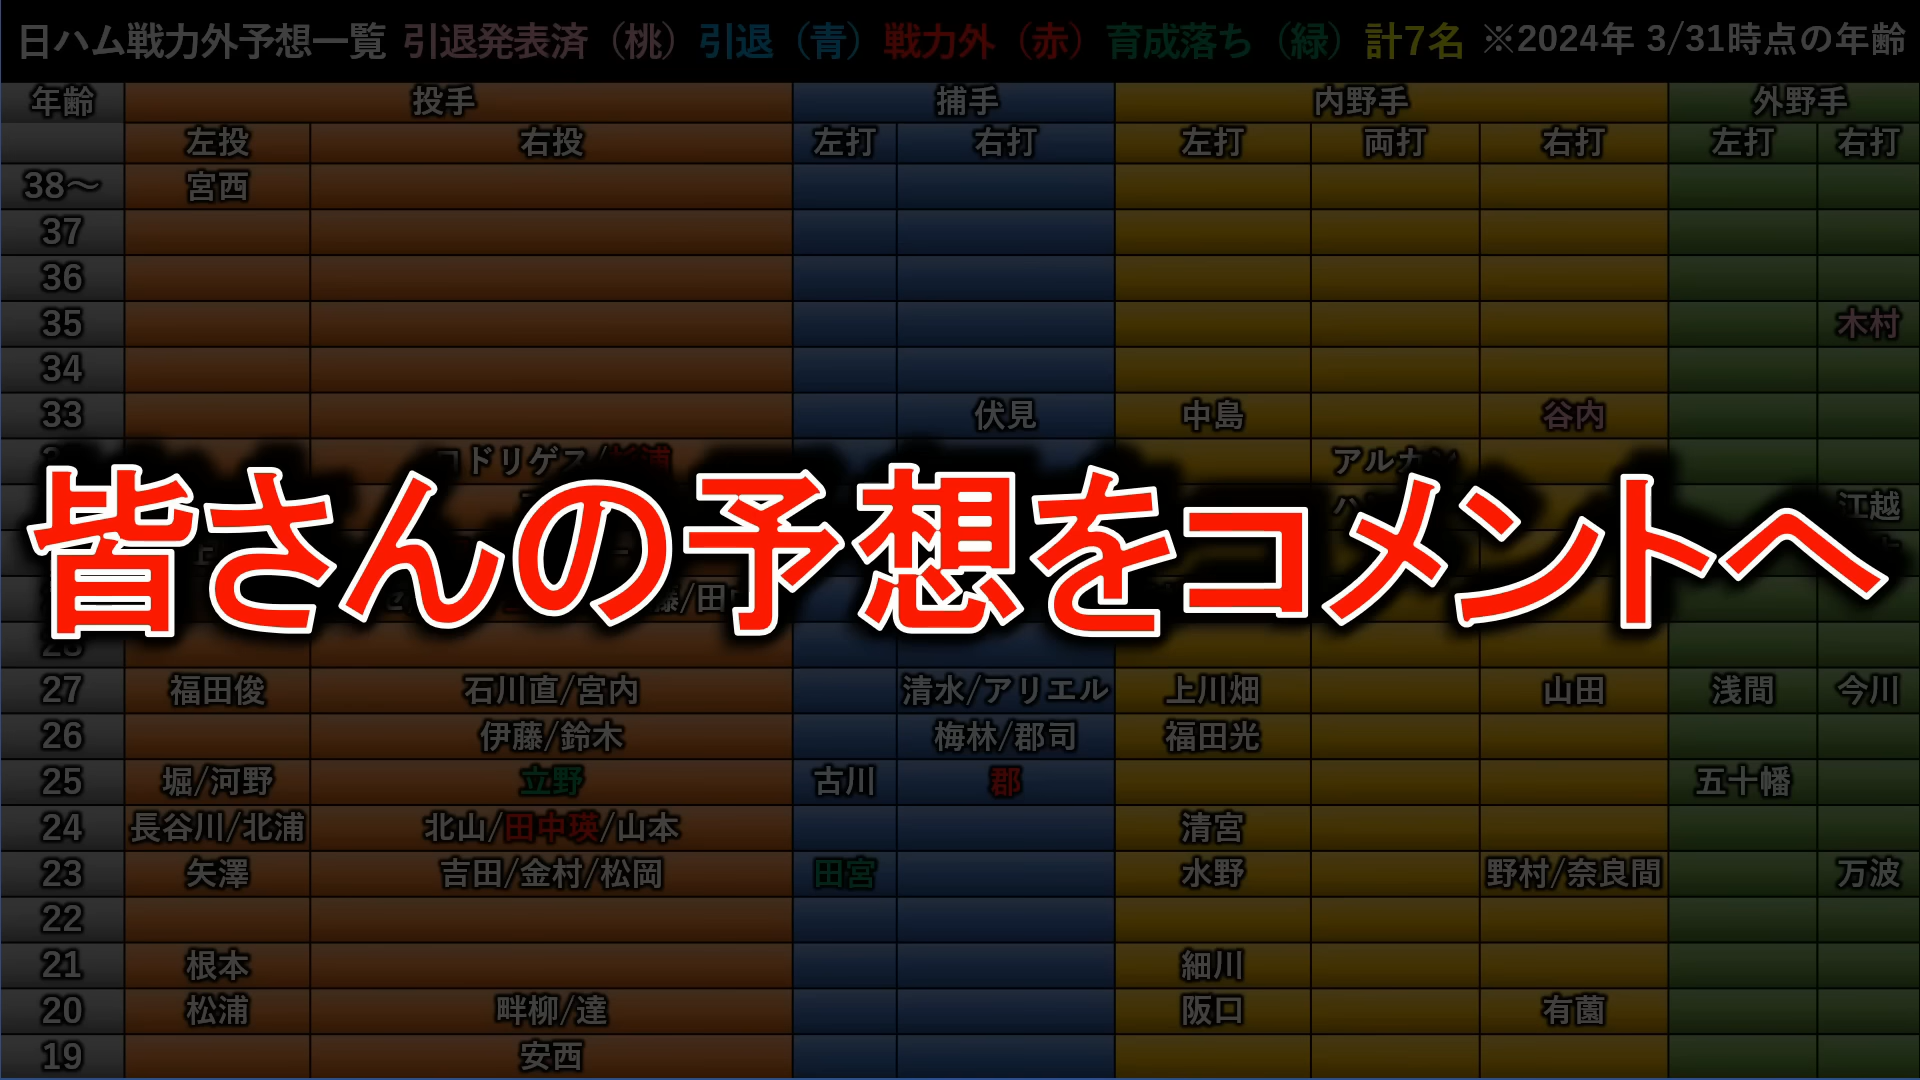 日ハム戦力外予想一覧 引退発表済（桃）引退（青）戦力外（赤）育成落ち（緑）計7名 ※2024年 3/31時点の年齢
年齢 投手 捕手 内野手 外野手
左投 右投 左打 右打 左打 両打 右打 左打 右打
38～ 宮西
37
36
35 木村
34
33 伏見 中島 谷内
ロドリゲス/杉浦
江越
皆さんの予想をコメントへ
27 福田俊 石川直/宮内 清水/アリエル 上川畑 山田 浅間 今川
26 伊藤/鈴木 梅林/郡司 福田光
25 堀/河野 立野 古川 郡 五十幡
24 長谷川/北浦 北山/田中瑛/山本 清宮
23 矢澤 吉田/金村/松岡 田宮 水野 野村/奈良間 万波
22
21 根本 細川
20 松浦 畔柳/達 阪口 有薗
19 安西